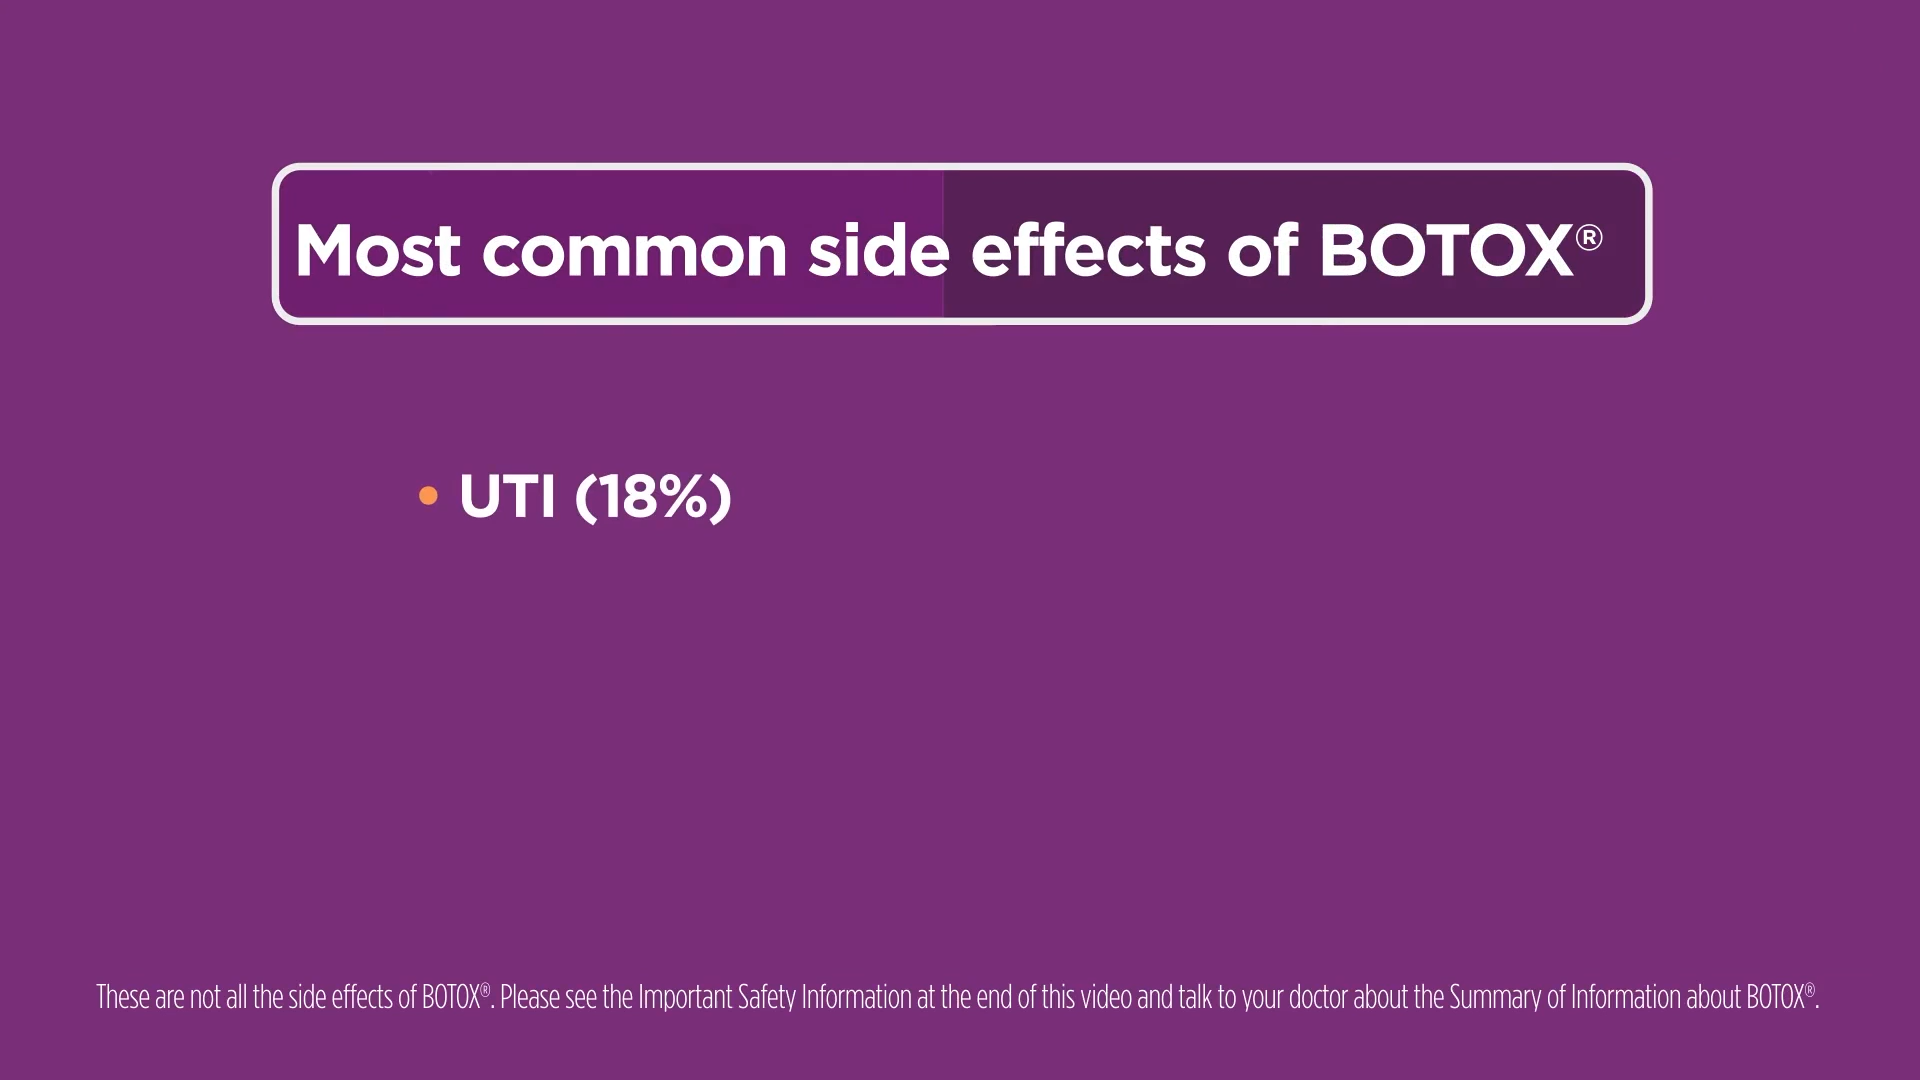 Most common side effects of BOTOX®
• UTI (18%)
These are not all the side effects of BOTOX®. Please see the Important Safety Information at the end of this video and talk to your doctor about the Summary of Information about BOTOX®.